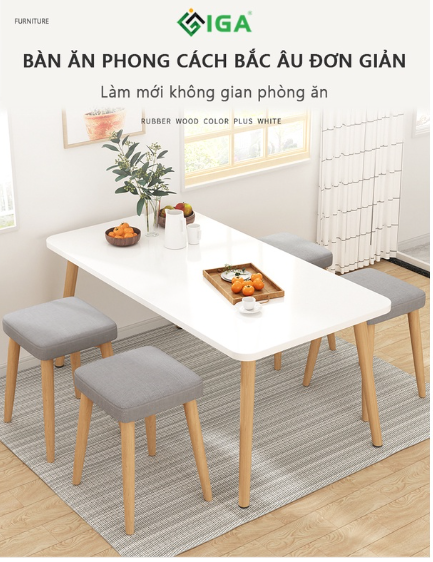 FURNITURE
GIGA®
BÀN ĂN PHONG CÁCH BẮC ÂU ĐƠN GIẢN
Làm mới không gian phòng ăn
RUBBER WOOD COLOR PLUS WHITE